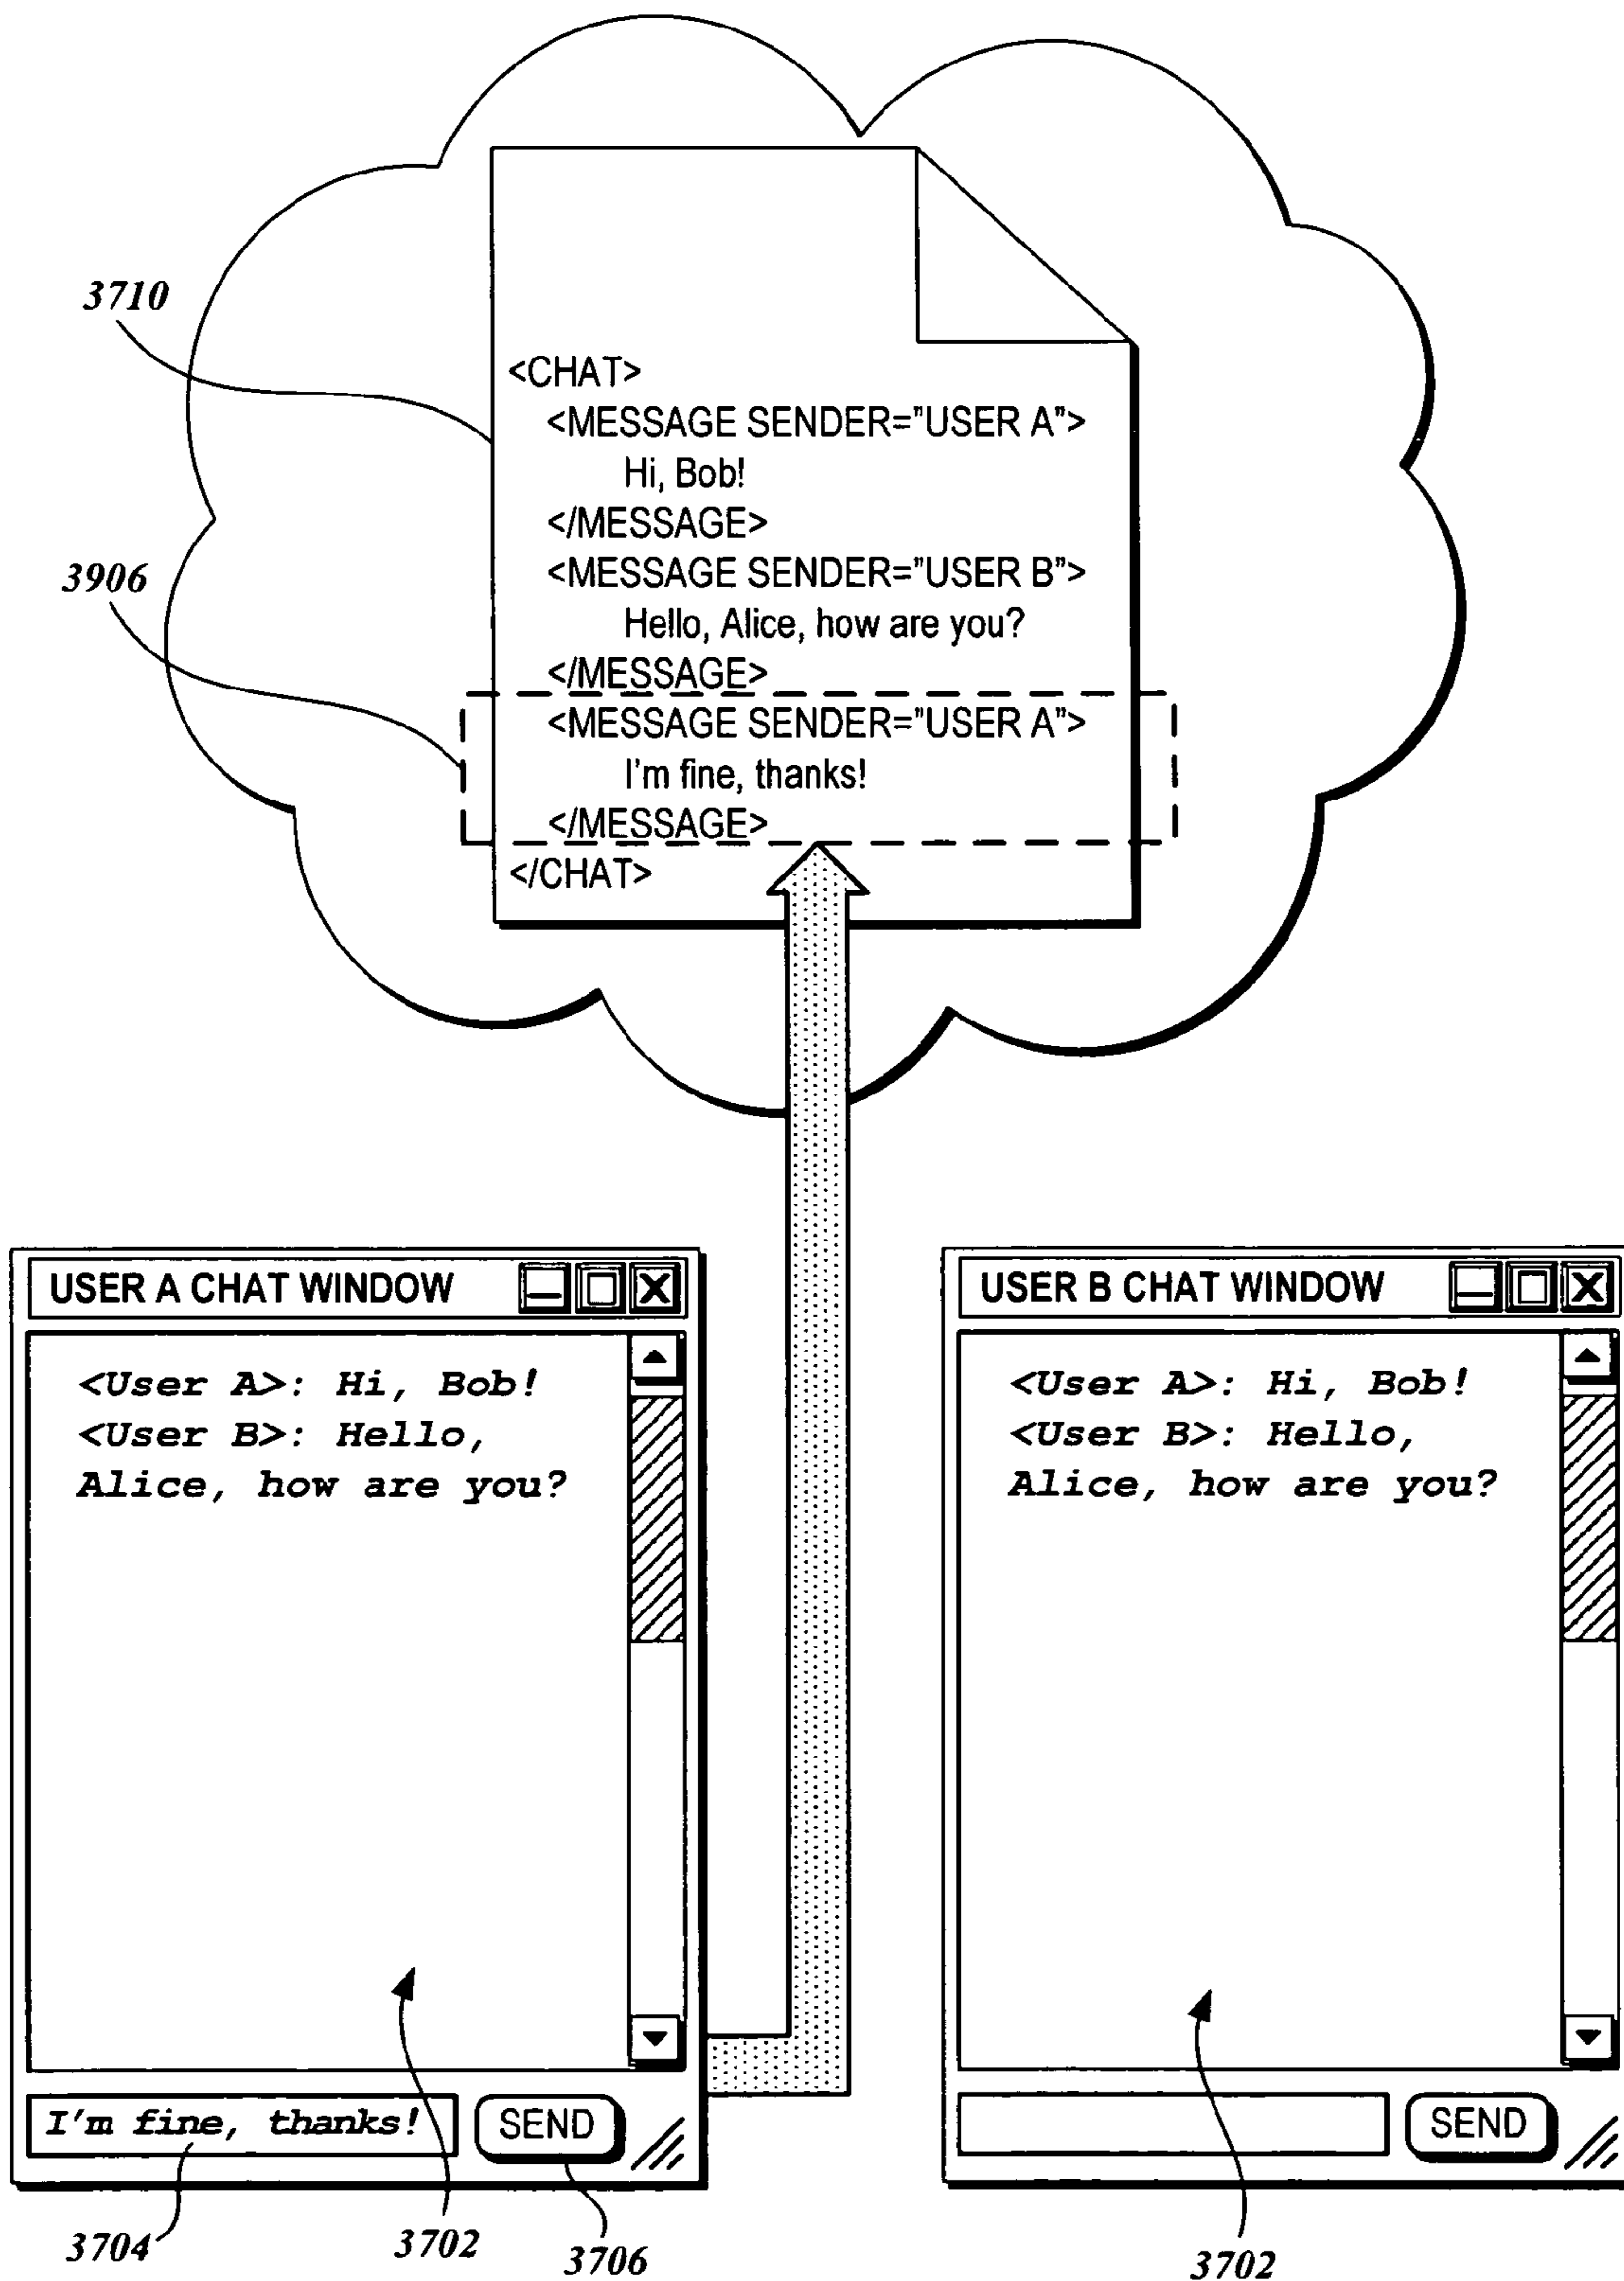 3710
<CHAT>
<MESSAGE SENDER="USER A">
Hi, Bob!
</MESSAGE>
3906
<MESSAGE SENDER="USER B">
Hello, Alice, how are you?
</MESSAGE>
<MESSAGE SENDER="USER A">
I'm fine, thanks!
</MESSAGE>
</CHAT>
USER A CHAT WINDOW
<User A>: Hi, Bob!
<User B>: Hello,
Alice, how are you?
I'm fine, thanks!
SEND
3704
3702
3706
USER B CHAT WINDOW
<User A>: Hi, Bob!
<User B>: Hello,
Alice, how are you?
SEND
3702